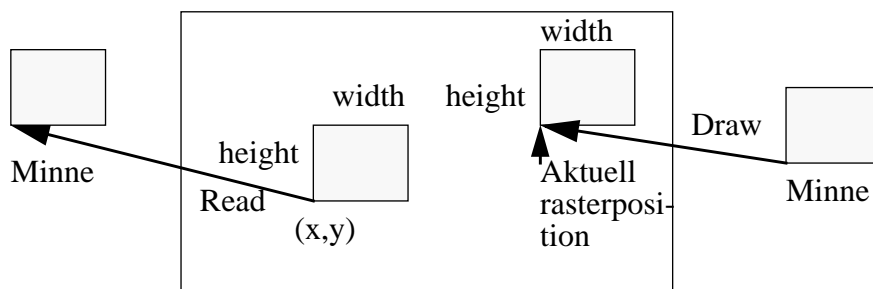 width
width
height
Draw
height
Minne
Aktuell
Read
rasterposi-
Minne
(x,y)
tion